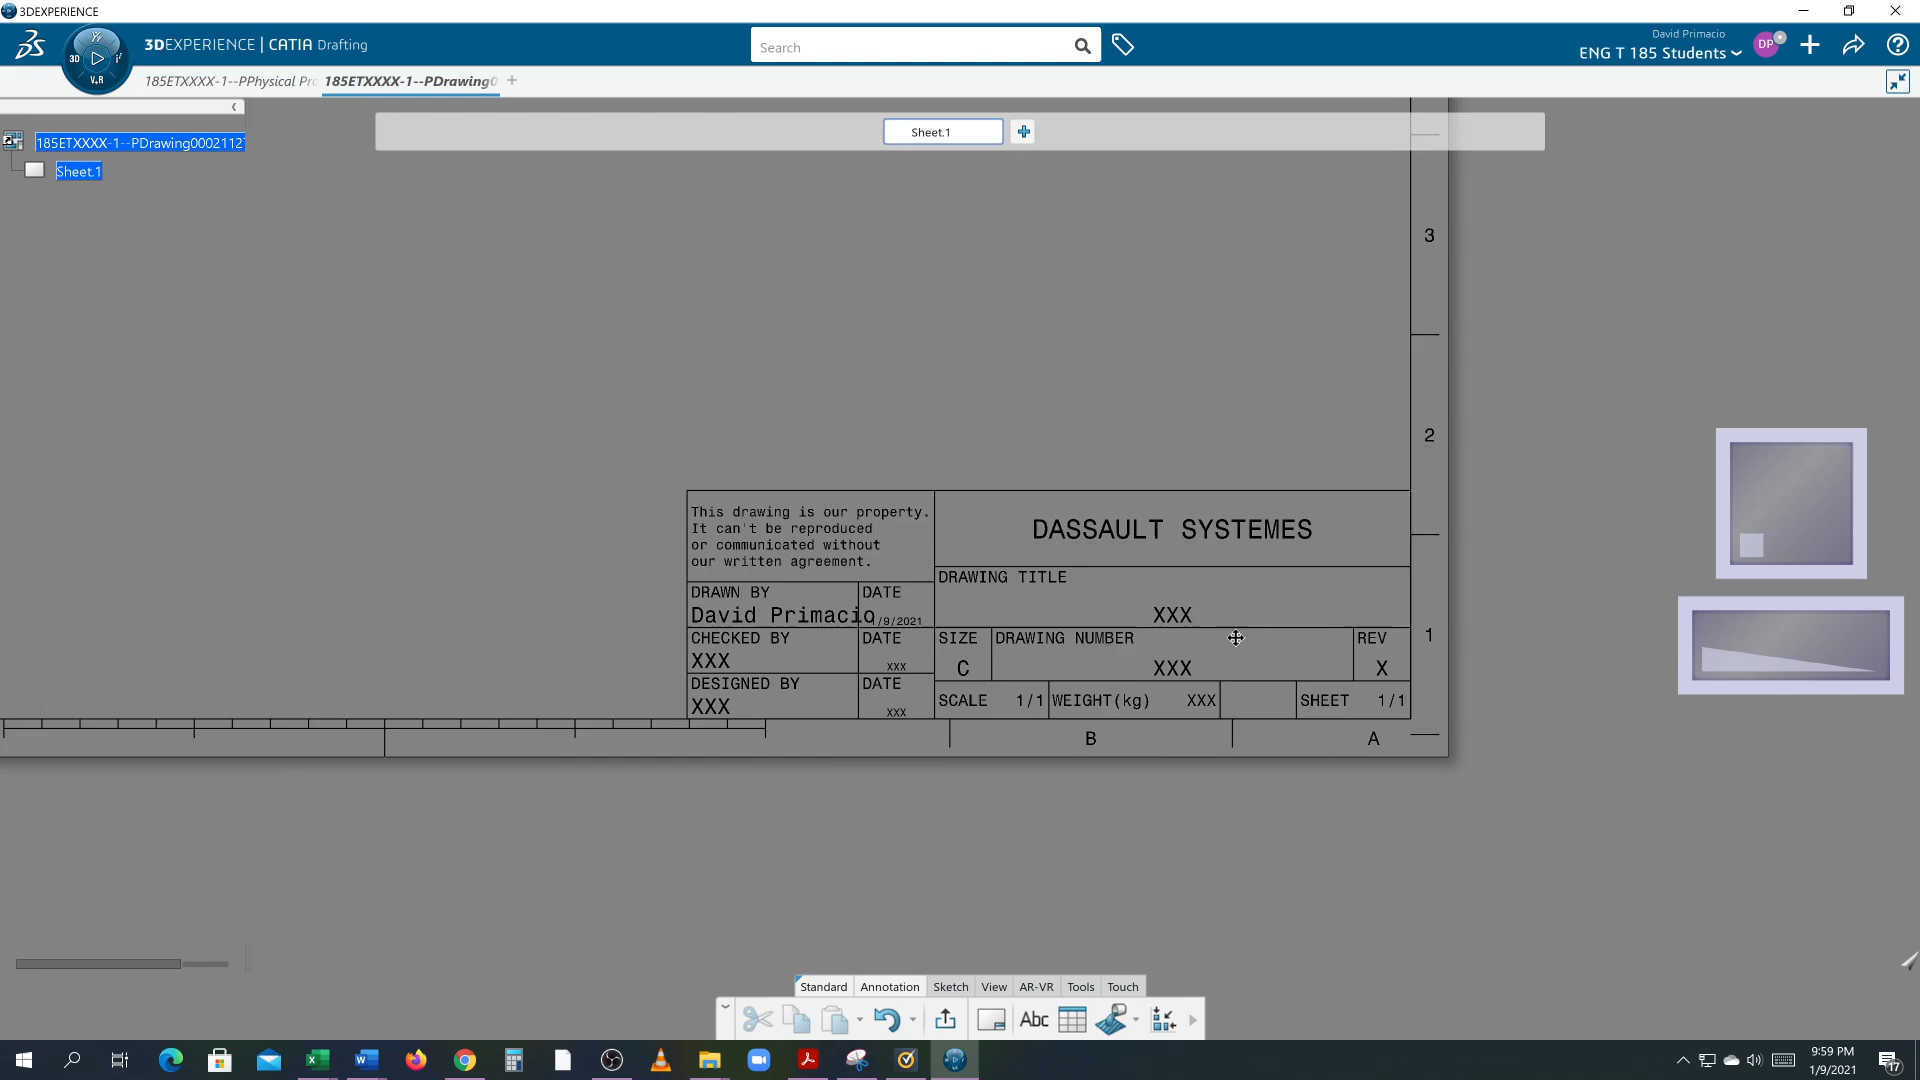 3DEXPERIENCE
3DEXPERIENCE | CATIA Drafting
3D
V+R
Search
David Primacio
ENG T 185 Students
DP
185ETXXXX-1--PPhysical Pro
185ETXXXX-1--PDrawing0
185ETXXXX-1--PDrawing0002112
Sheet.1
Sheet.1
3
2
1
This drawing is our property.
It can't be reproduced
or communicated without
our written agreement.
DASSAULT SYSTEMES
DRAWING TITLE
XXX
DRAWN BY
DATE
David Primacio
/9/2021
CHECKED BY
DATE
XXX
XXX
SIZE
DRAWING NUMBER
REV
C
XXX
X
DESIGNED BY
DATE
XXX
XXX
SCALE 1/1
WEIGHT(kg) XXX
SHEET 1/1
B
A
Standard Annotation Sketch View AR-VR Tools Touch
Abc
9:59 PM
1/9/2021
17